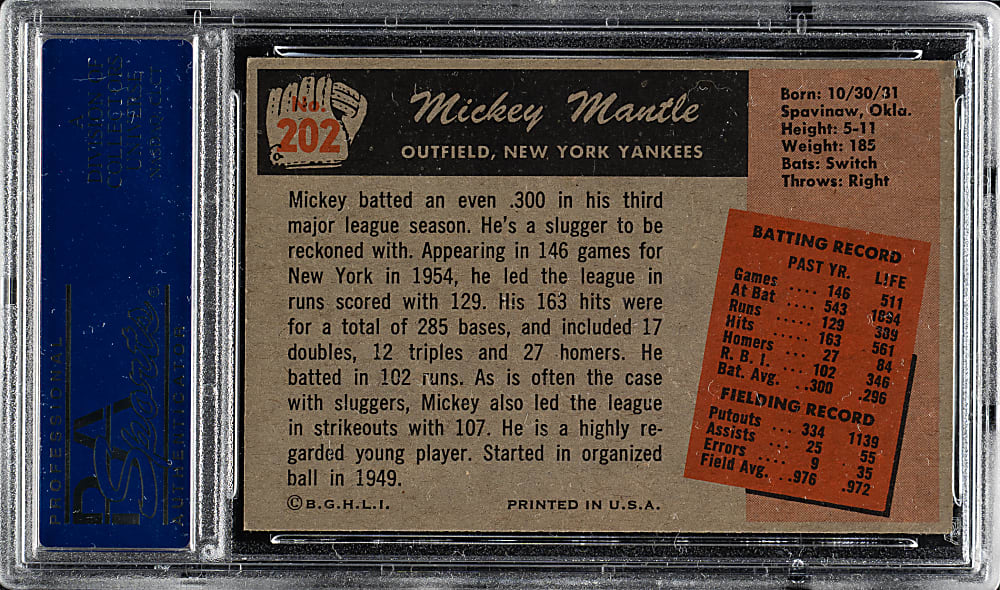 No.
202
Mickey Mantle
OUTFIELD, NEW YORK YANKEES
Born: 10/30/31
Spavinaw, Okla.
Height: 5-11
Weight: 185
Bats: Switch
Throws: Right
Mickey batted an even .300 in his third
major league season. He's a slugger to be
reckoned with. Appearing in 146 games for
New York in 1954, he led the league in
runs scored with 129. His 163 hits were
for a total of 285 bases, and included 17
doubles, 12 triples and 27 homers. He
batted in 102 runs. As is often the case
with sluggers, Mickey also led the league
in strikeouts with 107. He is a highly re-
garded young player. Started in organized
ball in 1949.
©B.G.H.L.I. PRINTED IN U.S.A.
BATTING RECORD
PAST YR. LIFE
Games .... 146 511
At Bat .... 543 1894
Runs .... 129 389
Hits .... 163 561
Homers ... 27 84
R. B. I. ... 102 346
Bat. Avg. ...300 .296
FIELDING RECORD
Putouts ... 334 1139
Assists ... 25 55
Errors .... 9 35
Field Avg. ..976 .972
PROFESSIONAL
PSA
Sports
AUTHENTICATOR
A
DIVISION OF
COLLECTORS
UNIVERSE